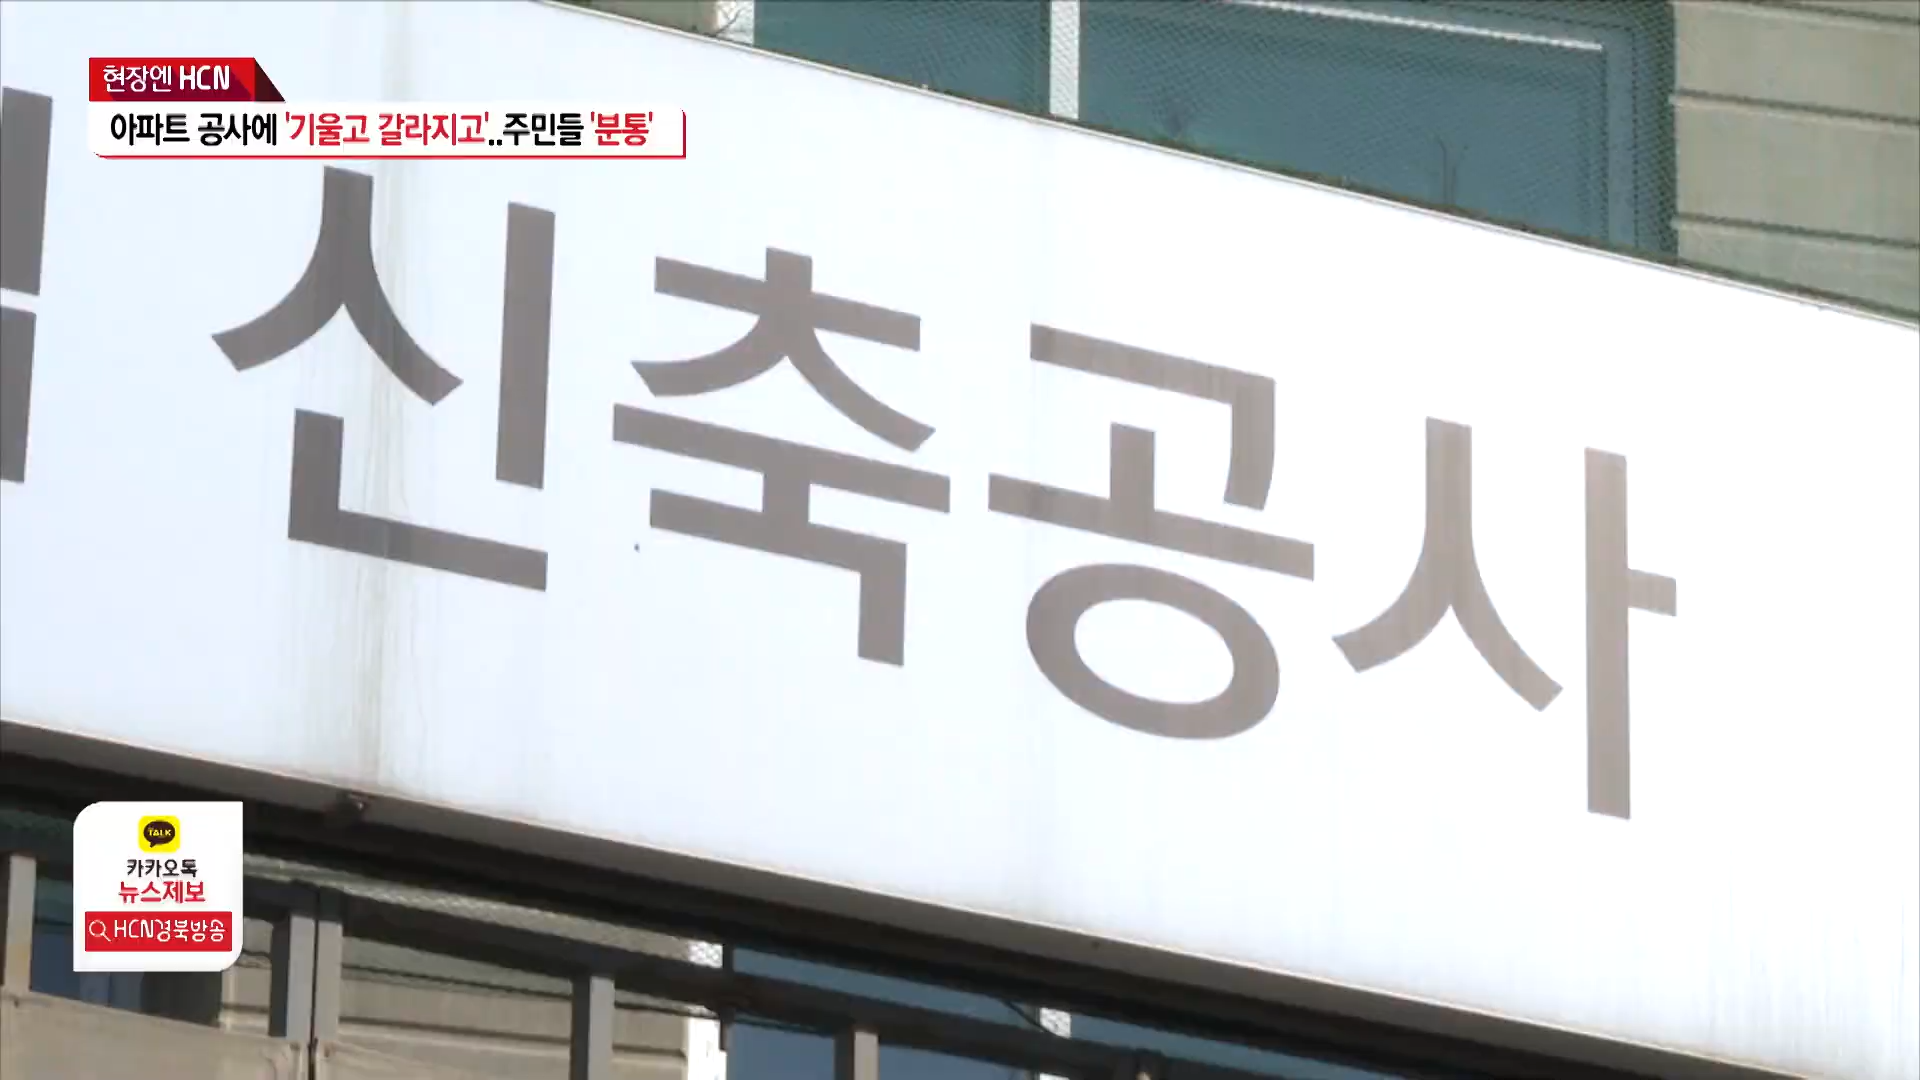 현장엔 HCN
아파트 공사에 '기울고 갈라지고'..주민들 '분통'
신축공사
TALK
카카오톡
뉴스제보
HCN경북방송